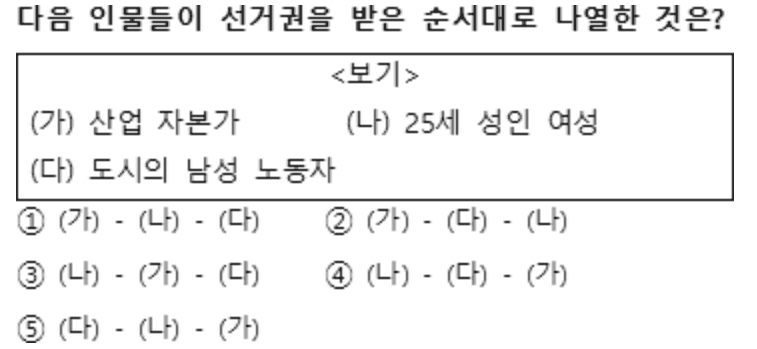 다음 인물들이 선거권을 받은 순서대로 나열한 것은?
<보기>
(가) 산업 자본가 (나) 25세 성인 여성
(다) 도시의 남성 노동자
① (가) - (나) - (다) ② (가) - (다) - (나)
③ (나) - (가) - (다) ④ (나) - (다) - (가)
⑤ (다) - (나) - (가)